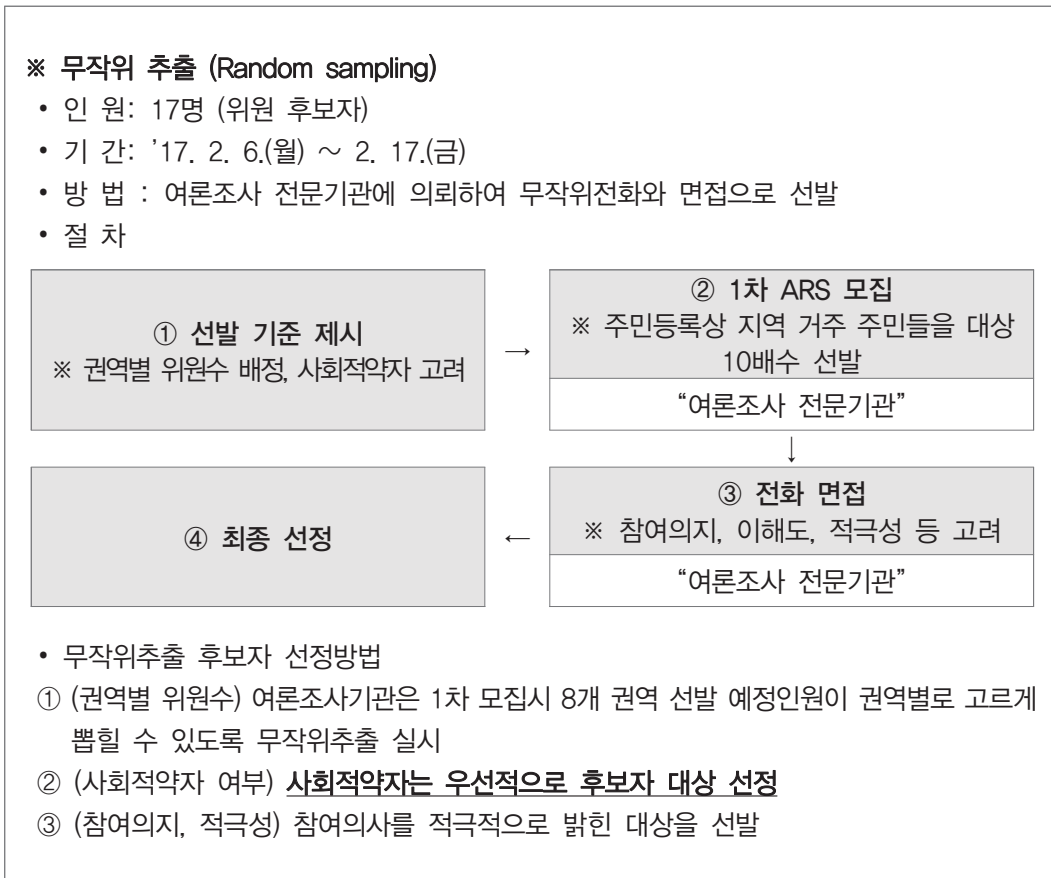 ※ 무작위 추출 (Random sampling)
• 인 원: 17명 (위원 후보자)
• 기 간: ’17. 2. 6.(월) ~ 2. 17.(금)
• 방 법 : 여론조사 전문기관에 의뢰하여 무작위전화와 면접으로 선발
• 절 차
① 선발 기준 제시
※ 권역별 위원수 배정, 사회적약자 고려
→
② 1차 ARS 모집
※ 주민등록상 지역 거주 주민들을 대상
10배수 선발
“여론조사 전문기관”
↓
③ 전화 면접
※ 참여의지, 이해도, 적극성 등 고려
“여론조사 전문기관”
←
④ 최종 선정
• 무작위추출 후보자 선정방법
① (권역별 위원수) 여론조사기관은 1차 모집시 8개 권역 선발 예정인원이 권역별로 고르게
뽑힐 수 있도록 무작위추출 실시
② (사회적약자 여부) 사회적약자는 우선적으로 후보자 대상 선정
③ (참여의지, 적극성) 참여의사를 적극적으로 밝힌 대상을 선발